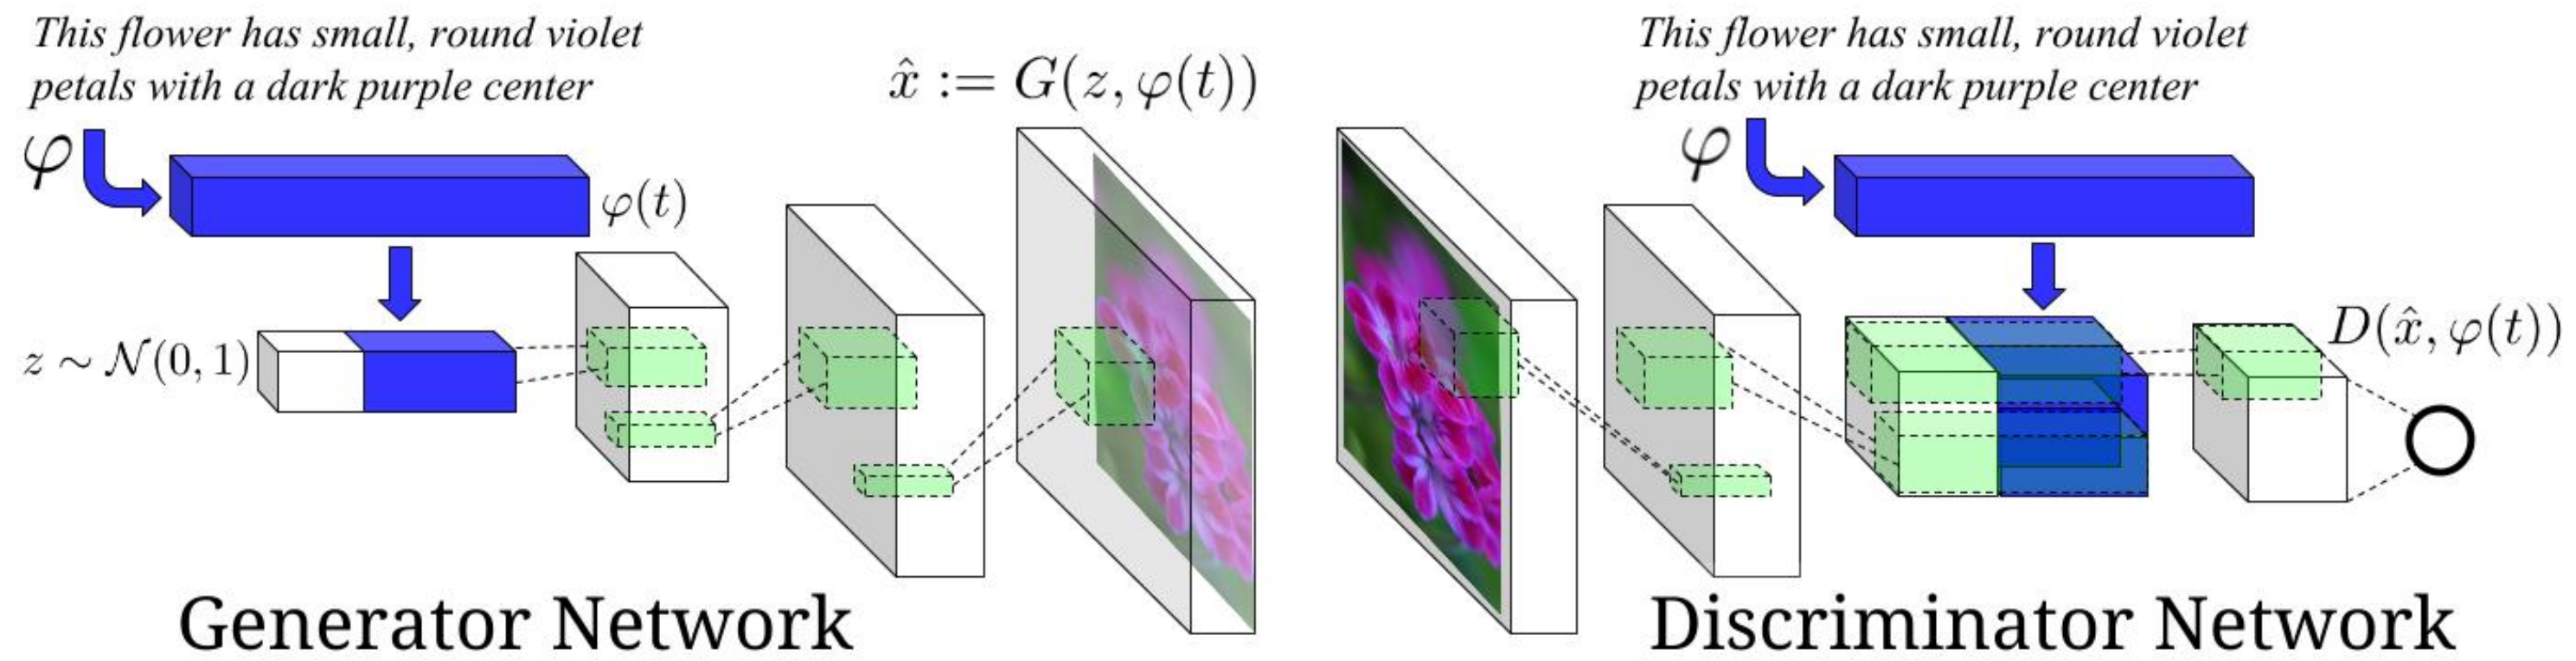 This flower has small, round violet
petals with a dark purple center
φ
φ(t)
z ∼ N(0, 1)
x̂ := G(z, φ(t))
Generator Network
This flower has small, round violet
petals with a dark purple center
φ
D(x̂, φ(t))
Discriminator Network